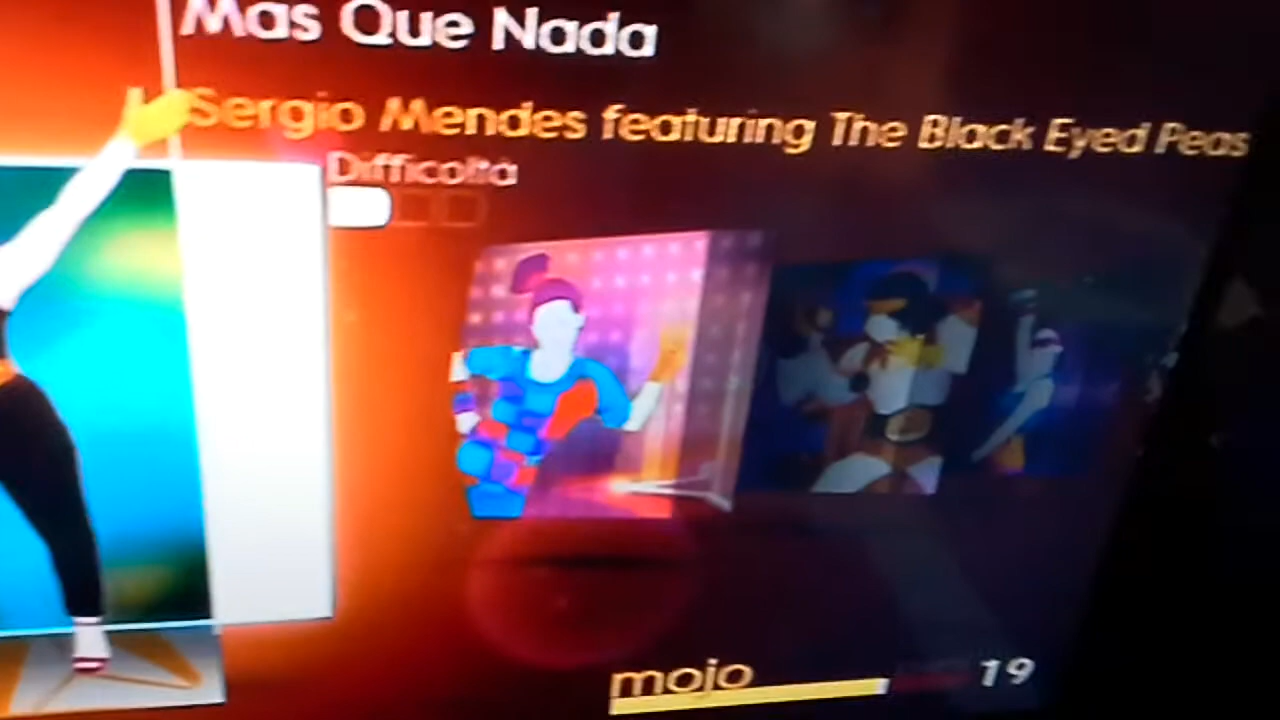 Mas Que Nada
Sergio Mendes featuring The Black Eyed Peas
Difficoltà
mojo
19